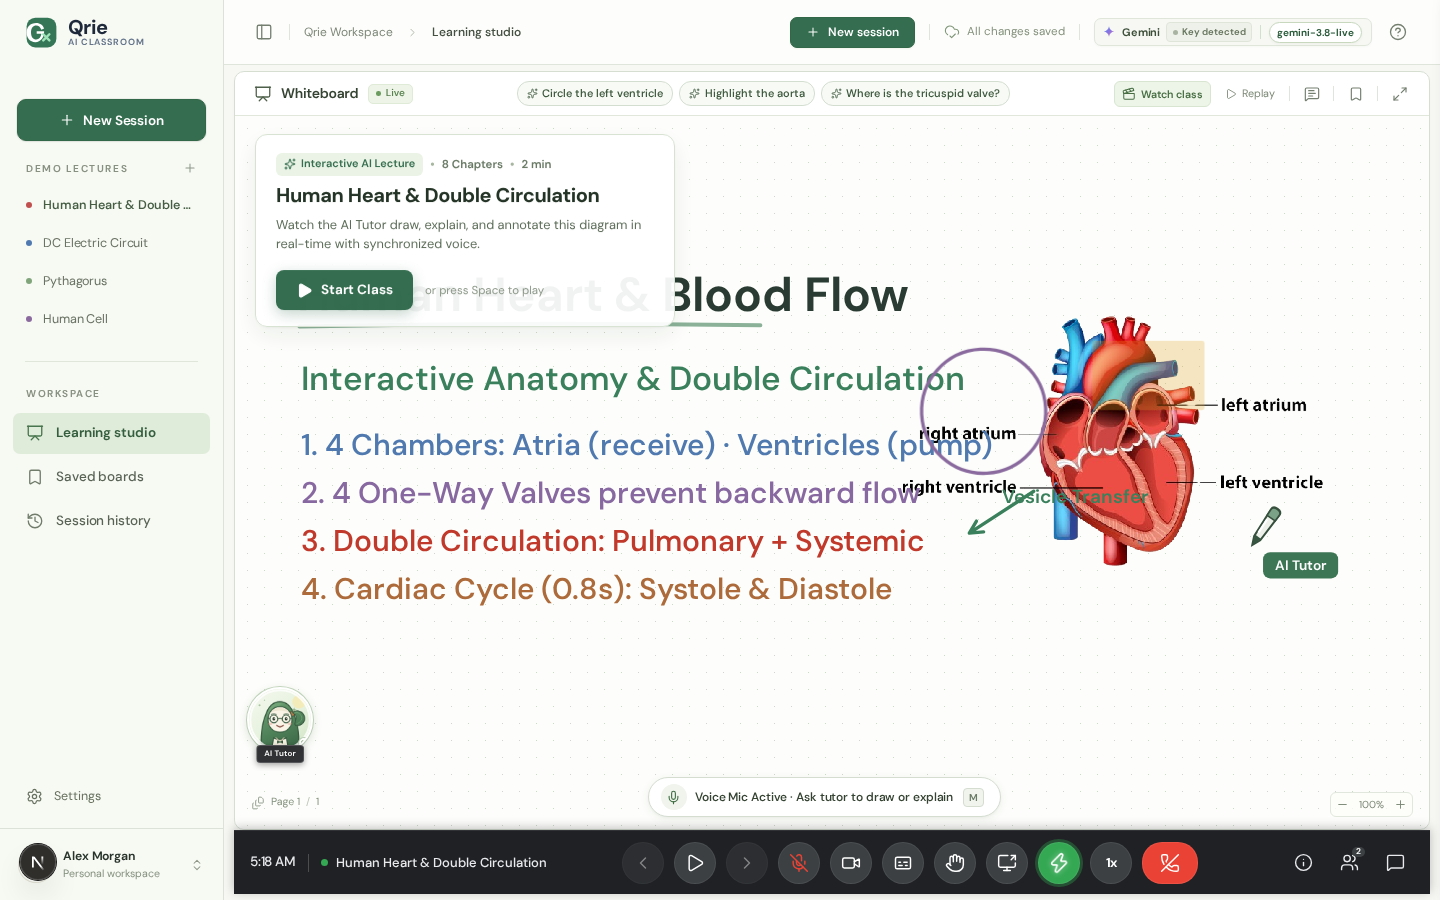 Qrie
AI CLASSROOM
New Session
DEMO LECTURES
Human Heart & Double ...
DC Electric Circuit
Pythagorus
Human Cell
WORKSPACE
Learning studio
Saved boards
Session history
Settings
N
Alex Morgan
Personal workspace
Qrie Workspace
Learning studio
New session
All changes saved
Gemini
Key detected
gemini-3.8-live
Whiteboard
Live
Circle the left ventricle
Highlight the aorta
Where is the tricuspid valve?
Watch class
Replay
Interactive AI Lecture • 8 Chapters • 2 min
Human Heart & Double Circulation
Watch the AI Tutor draw, explain, and annotate this diagram in
real-time with synchronized voice.
Start Class
or press Space to play
an Heart & Blood Flow
Interactive Anatomy & Double Circulation
1. 4 Chambers: Atria (receive) · Ventricles (pump)
2. 4 One-Way Valves prevent backward flow
3. Double Circulation: Pulmonary + Systemic
4. Cardiac Cycle (0.8s): Systole & Diastole
left atrium
right atrium
left ventricle
right ventricle
Vesicle Transfer
AI Tutor
AI Tutor
Page 1 / 1
Voice Mic Active · Ask tutor to draw or explain
M
100%
5:18 AM
Human Heart & Double Circulation
1x
2